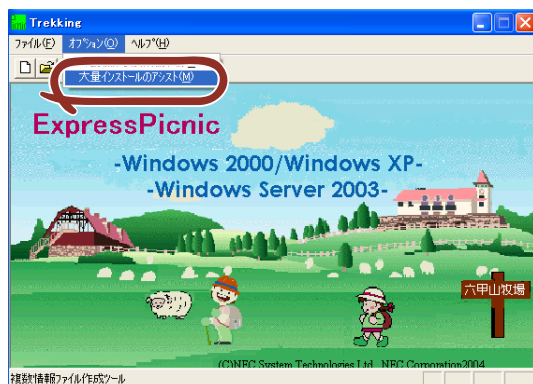 Trekking
ファイル(F) オプション(O) ヘルプ(H)
大量インストールのアシスト(M)
ExpressPicnic
-Windows 2000/Windows XP-
-Windows Server 2003-
六甲山牧場
(C)NEC System Technologies Ltd., NEC Corporation2004
複数情報ファイル作成ツール